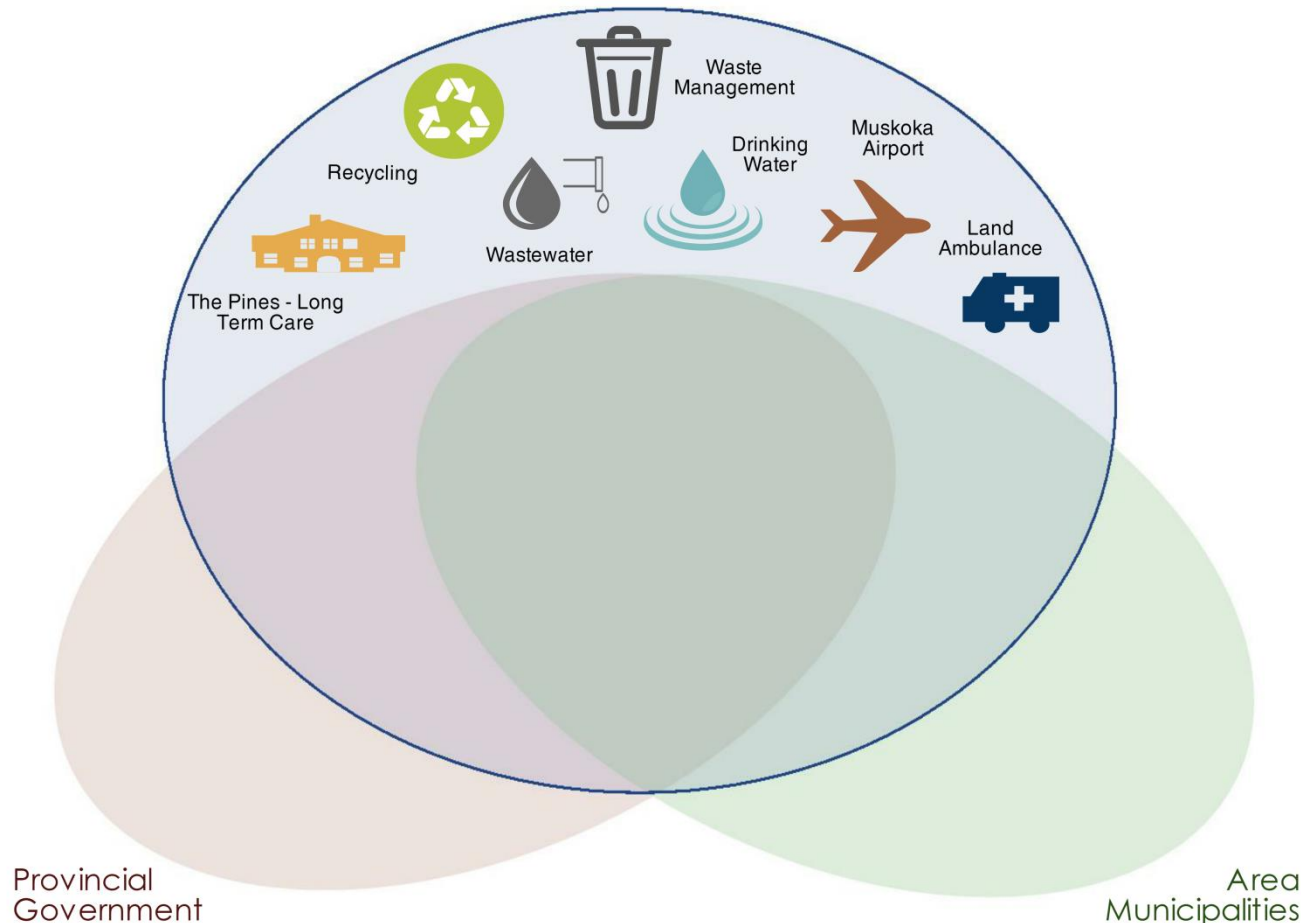 Waste
Management
Recycling
Wastewater
Drinking
Water
Muskoka
Airport
Land
Ambulance
The Pines - Long
Term Care
Provincial
Government
Area
Municipalities